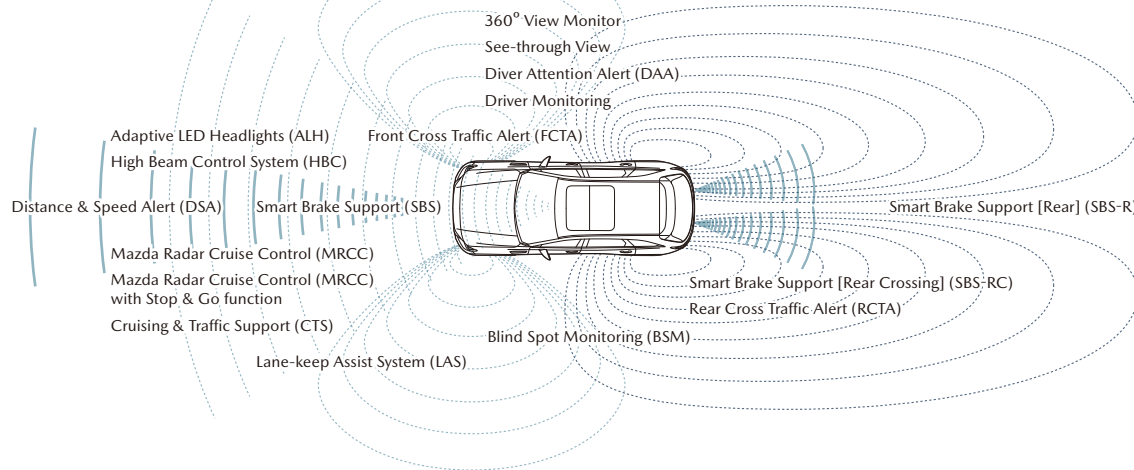 360° View Monitor
See-through View
Diver Attention Alert (DAA)
Driver Monitoring
Adaptive LED Headlights (ALH)
Front Cross Traffic Alert (FCTA)
High Beam Control System (HBC)
Distance & Speed Alert (DSA)
Smart Brake Support (SBS)
Smart Brake Support [Rear] (SBS-R)
Mazda Radar Cruise Control (MRCC)
Mazda Radar Cruise Control (MRCC)
with Stop & Go function
Smart Brake Support [Rear Crossing] (SBS-RC)
Rear Cross Traffic Alert (RCTA)
Cruising & Traffic Support (CTS)
Blind Spot Monitoring (BSM)
Lane-keep Assist System (LAS)